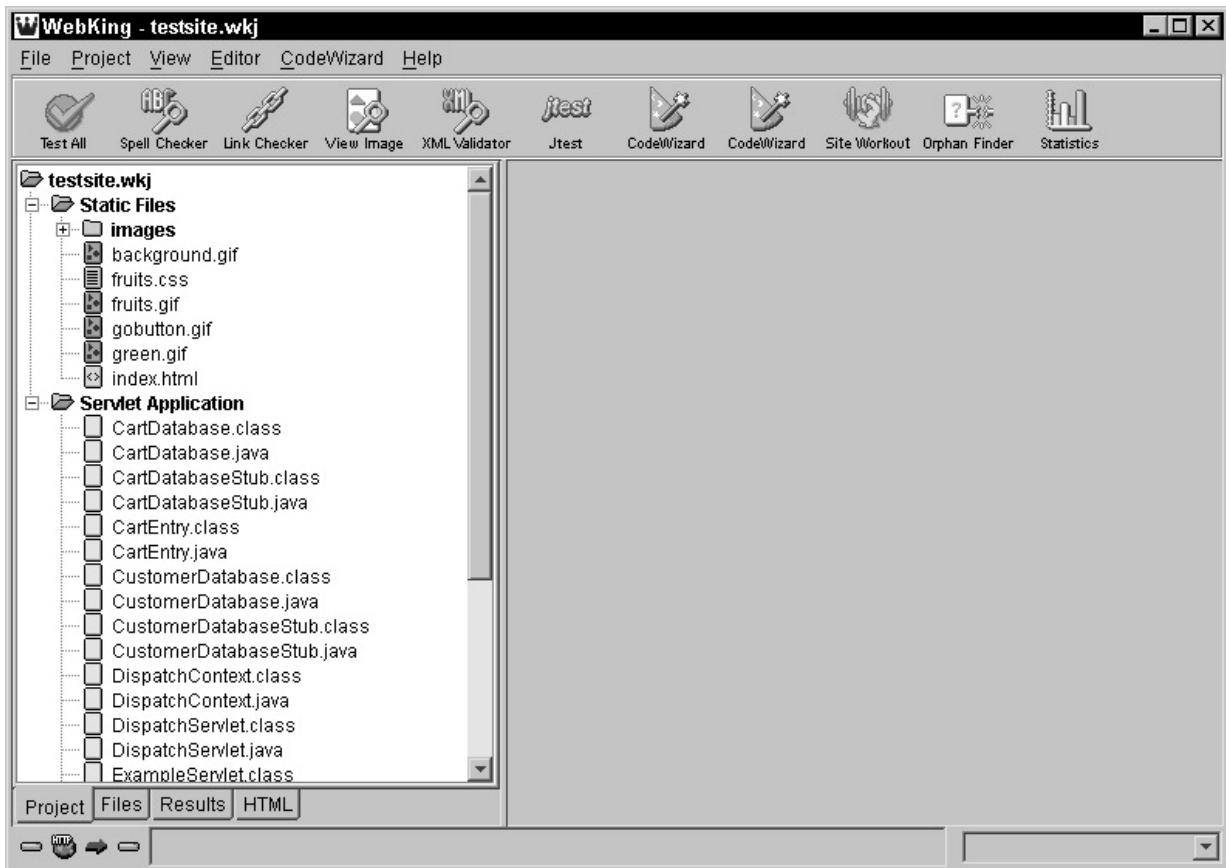 WebKing - testsite.wkj
File Project View Editor CodeWizard Help
ABC XML jtest ?
Test All Spell Checker Link Checker View Image XML Validator Jtest CodeWizard CodeWizard Site Workout Orphan Finder Statistics
testsite.wkj
Static Files
images
background.gif
fruits.css
fruits.gif
gobutton.gif
green.gif
index.html
Servlet Application
CartDatabase.class
CartDatabase.java
CartDatabaseStub.class
CartDatabaseStub.java
CartEntry.class
CartEntry.java
CustomerDatabase.class
CustomerDatabase.java
CustomerDatabaseStub.class
CustomerDatabaseStub.java
DispatchContext.class
DispatchContext.java
DispatchServlet.class
DispatchServlet.java
ExampleServlet.class
Project Files Results HTML
HTTP